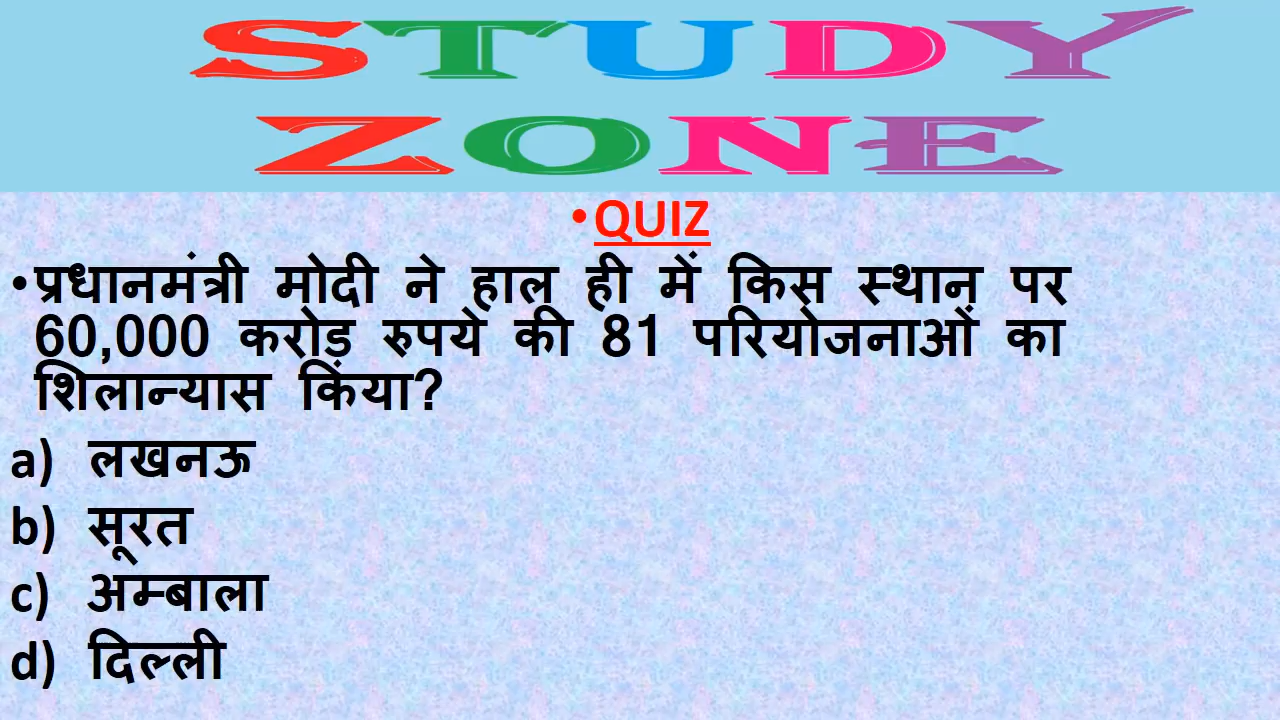 STUDY
ZONE
•QUIZ
•प्रधानमंत्री मोदी ने हाल ही में किस स्थान पर
60,000 करोड़ रुपये की 81 परियोजनाओं का
शिलान्यास किया?
a) लखनऊ
b) सूरत
c) अम्बाला
d) दिल्ली